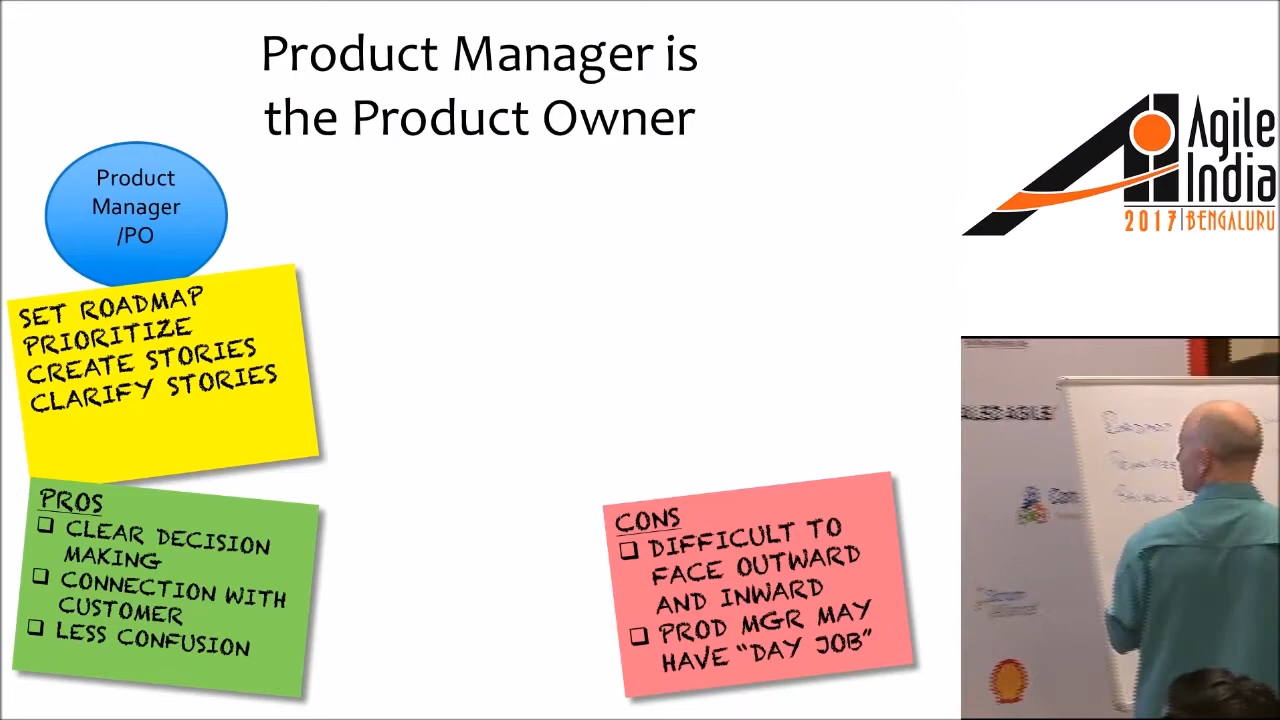 Product Manager is
the Product Owner
Product
Manager
/PO
SET ROADMAP
PRIORITIZE
CREATE STORIES
CLARIFY STORIES
PROS
CLEAR DECISION
MAKING
CONNECTION WITH
CUSTOMER
LESS CONFUSION
CONS
DIFFICULT TO
FACE OUTWARD
AND INWARD
PROD MGR MAY
HAVE "DAY JOB"
Agile
India
2017 | BENGALURU